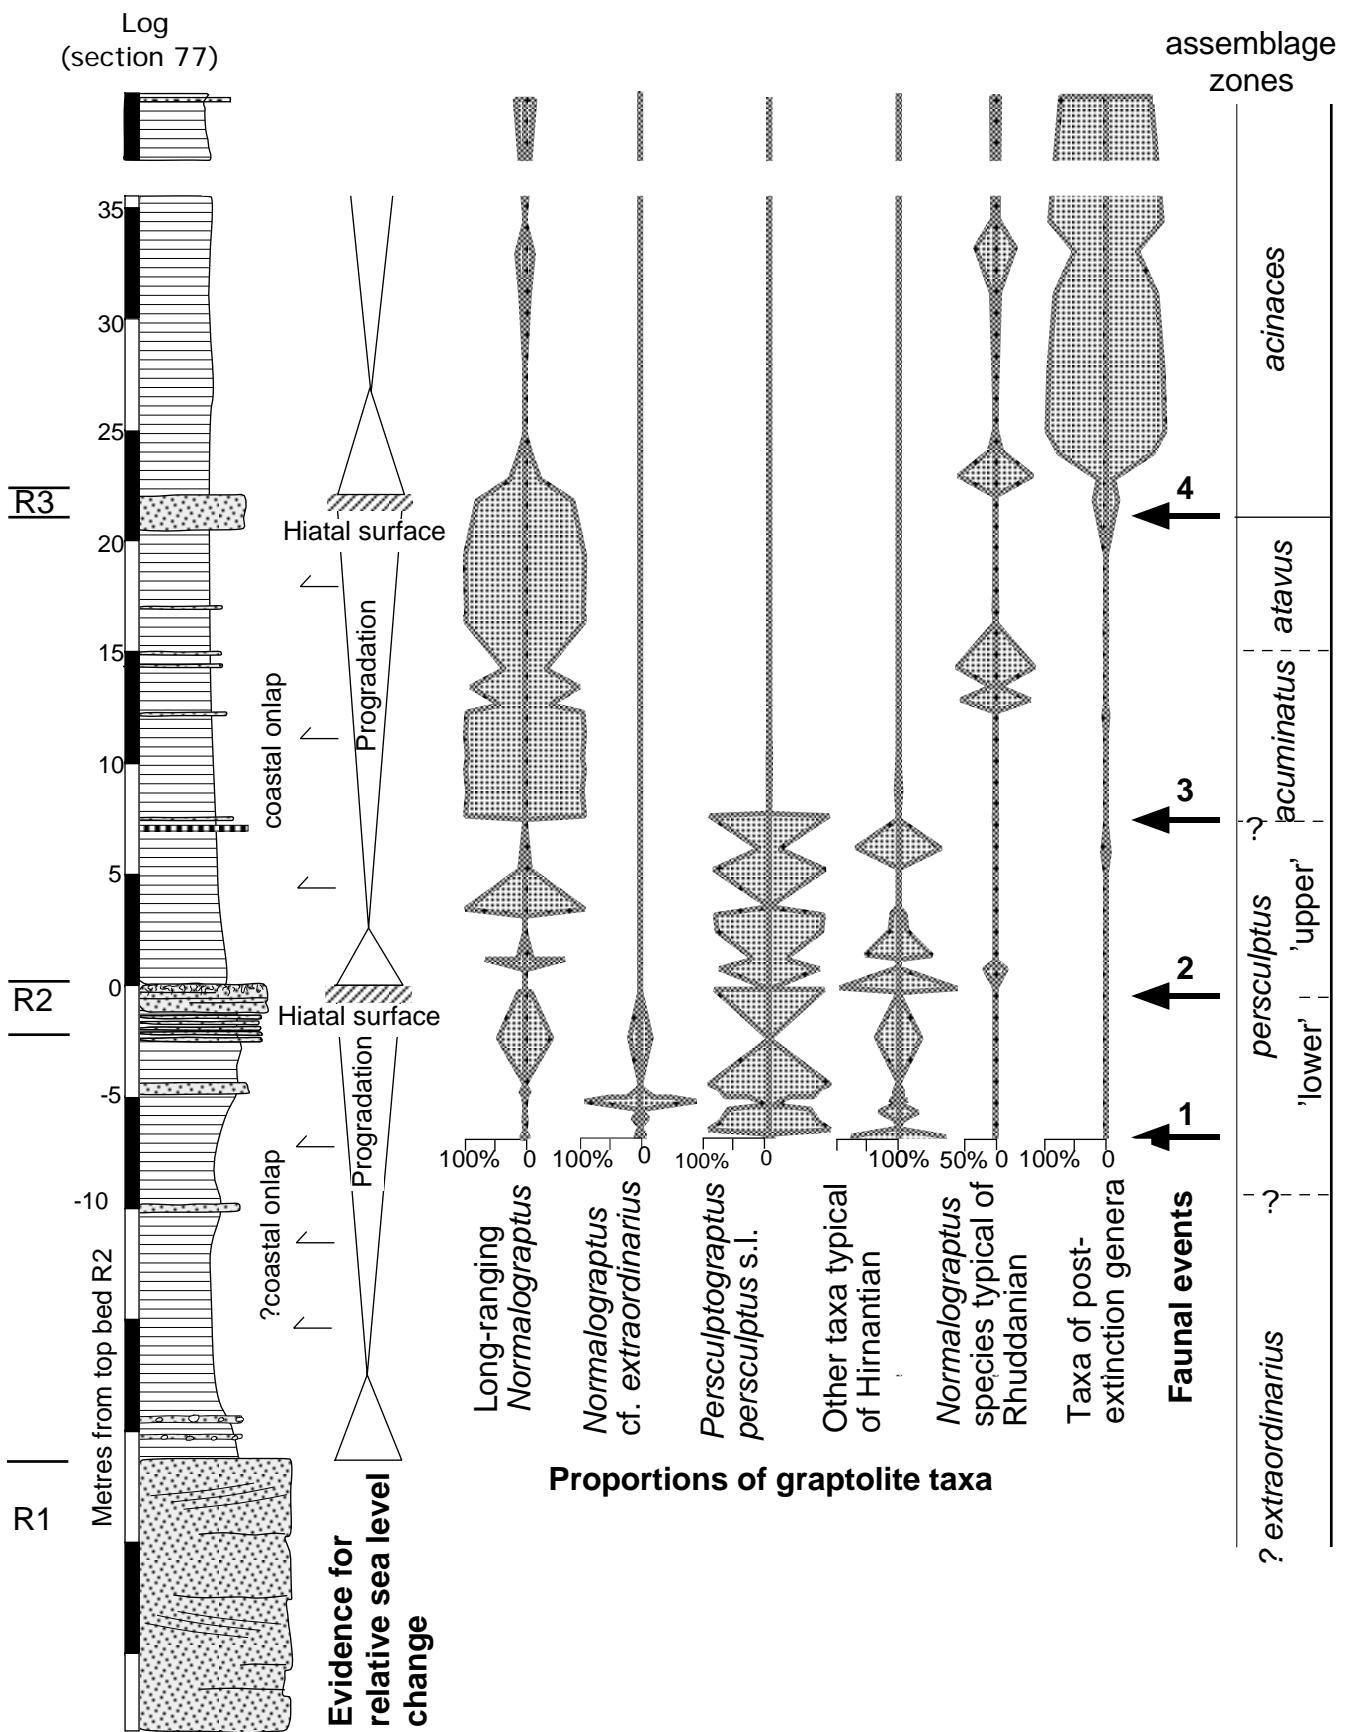 Log
(section 77)
assemblage
zones
35
30
25
20
15
10
5
0
-5
-10
R3
R2
R1
Metres from top bed R2
Hiatal surface
Progradation
coastal onlap
Hiatal surface
Progradation
?coastal onlap
Evidence for
relative sea level
change
100% 0
100% 0
100% 0
100%
50% 0
100% 0
Long-ranging
Normalograptus
Normalograptus
cf. extraordinarius
Persculptograptus
persculptus s.l.
Other taxa typical
of Hirnantian
Normalograptus
species typical of
Rhuddanian
Taxa of post-
extinction genera
Proportions of graptolite taxa
Faunal events
4
3
2
1
acinaces
atavus
acuminatus
?
persculptus
'upper'
'lower'
?
? extraordinarius